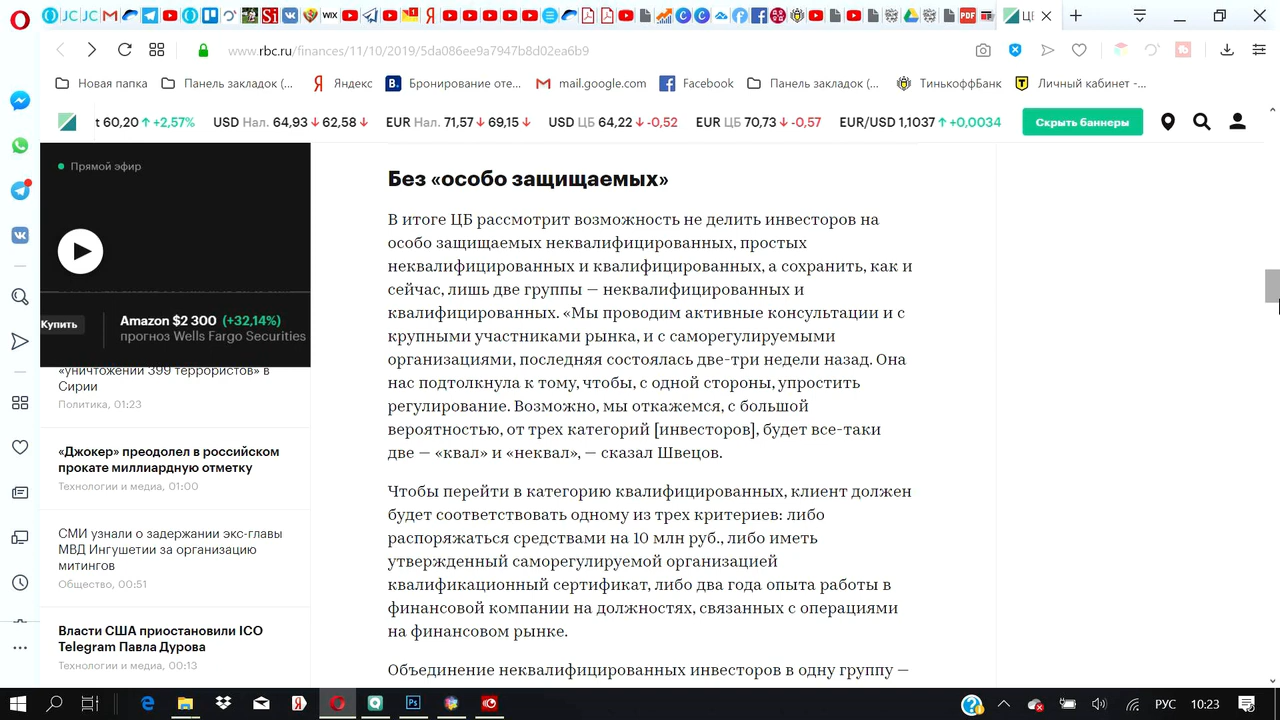 ЦЕ
www.rbc.ru/finances/11/10/2019/5da086ee9a7947b8d02ea6b9
Новая папка
Панель закладок (...
Яндекс
Бронирование оте...
mail.google.com
Facebook
Панель закладок (...
ТинькоффБанк
Личный кабинет -...
t 60,20 ↑ +2,57%
USD Нал. 64,93 ↓ 62,58 ↓
EUR Нал. 71,57 ↓ 69,15 ↓
USD ЦБ 64,22 ↓ -0,52
EUR ЦБ 70,73 ↓ -0,57
EUR/USD 1,1037 ↑ +0,0034
Скрыть баннеры
Прямой эфир
Купить
Amazon $2 300 (+32,14%)
прогноз Wells Fargo Securities
«уничтожении 399 террористов» в
Сирии
Политика, 01:23
«Джокер» преодолел в российском
прокате миллиардную отметку
Технологии и медиа, 01:00
СМИ узнали о задержании экс-главы
МВД Ингушетии за организацию
митингов
Общество, 00:51
Власти США приостановили ICO
Telegram Павла Дурова
Технологии и медиа, 00:13
Без «особо защищаемых»
В итоге ЦБ рассмотрит возможность не делить инвесторов на
особо защищаемых неквалифицированных, простых
неквалифицированных и квалифицированных, а сохранить, как и
сейчас, лишь две группы — неквалифицированных и
квалифицированных. «Мы проводим активные консультации и с
крупными участниками рынка, и с саморегулируемыми
организациями, последняя состоялась две-три недели назад. Она
нас подтолкнула к тому, чтобы, с одной стороны, упростить
регулирование. Возможно, мы откажемся, с большой
вероятностью, от трех категорий [инвесторов], будет все-таки
две — «квал» и «неквал», — сказал Швецов.
Чтобы перейти в категорию квалифицированных, клиент должен
будет соответствовать одному из трех критериев: либо
распоряжаться средствами на 10 млн руб., либо иметь
утвержденный саморегулируемой организацией
квалификационный сертификат, либо два года опыта работы в
финансовой компании на должностях, связанных с операциями
на финансовом рынке.
Объединение неквалифицированных инвесторов в одну группу —
РУС
10:23